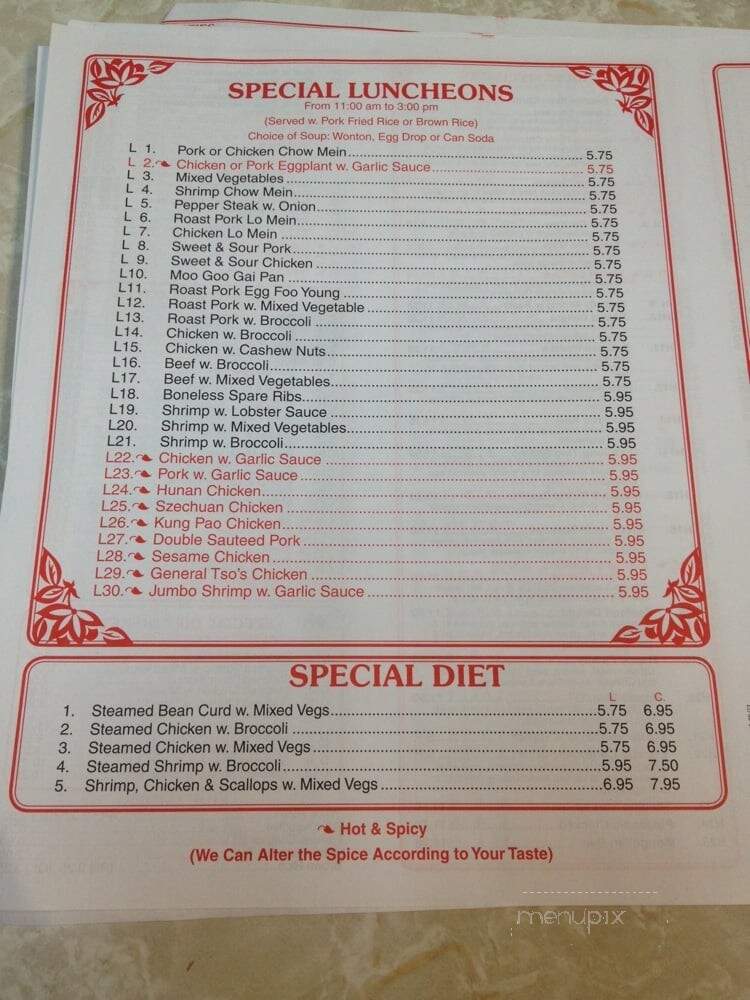 SPECIAL LUNCHEONS
From 11:00 am to 3:00 pm
(Served w. Pork Fried Rice or Brown Rice)
Choice of Soup: Wonton, Egg Drop or Can Soda
L 1. Pork or Chicken Chow Mein 5.75
L 2. Chicken or Pork Eggplant w. Garlic Sauce 5.75
L 3. Mixed Vegetables 5.75
L 4. Shrimp Chow Mein 5.75
L 5. Pepper Steak w. Onion 5.75
L 6. Roast Pork Lo Mein 5.75
L 7. Chicken Lo Mein 5.75
L 8. Sweet & Sour Pork 5.75
L 9. Sweet & Sour Chicken 5.75
L10. Moo Goo Gai Pan 5.75
L11. Roast Pork Egg Foo Young 5.75
L12. Roast Pork w. Mixed Vegetable 5.75
L13. Roast Pork w. Broccoli 5.75
L14. Chicken w. Broccoli 5.75
L15. Chicken w. Cashew Nuts 5.75
L16. Beef w. Broccoli 5.75
L17. Beef w. Mixed Vegetables 5.75
L18. Boneless Spare Ribs 5.95
L19. Shrimp w. Lobster Sauce 5.95
L20. Shrimp w. Mixed Vegetables 5.95
L21. Shrimp w. Broccoli 5.95
L22. Chicken w. Garlic Sauce 5.95
L23. Pork w. Garlic Sauce 5.95
L24. Hunan Chicken 5.95
L25. Szechuan Chicken 5.95
L26. Kung Pao Chicken 5.95
L27. Double Sauteed Pork 5.95
L28. Sesame Chicken 5.95
L29. General Tso's Chicken 5.95
L30. Jumbo Shrimp w. Garlic Sauce 5.95
SPECIAL DIET
L C.
1. Steamed Bean Curd w. Mixed Vegs 5.75 6.95
2. Steamed Chicken w. Broccoli 5.75 6.95
3. Steamed Chicken w. Mixed Vegs 5.75 6.95
4. Steamed Shrimp w. Broccoli 5.95 7.50
5. Shrimp, Chicken & Scallops w. Mixed Vegs 6.95 7.95
Hot & Spicy
(We Can Alter the Spice According to Your Taste)
menupix